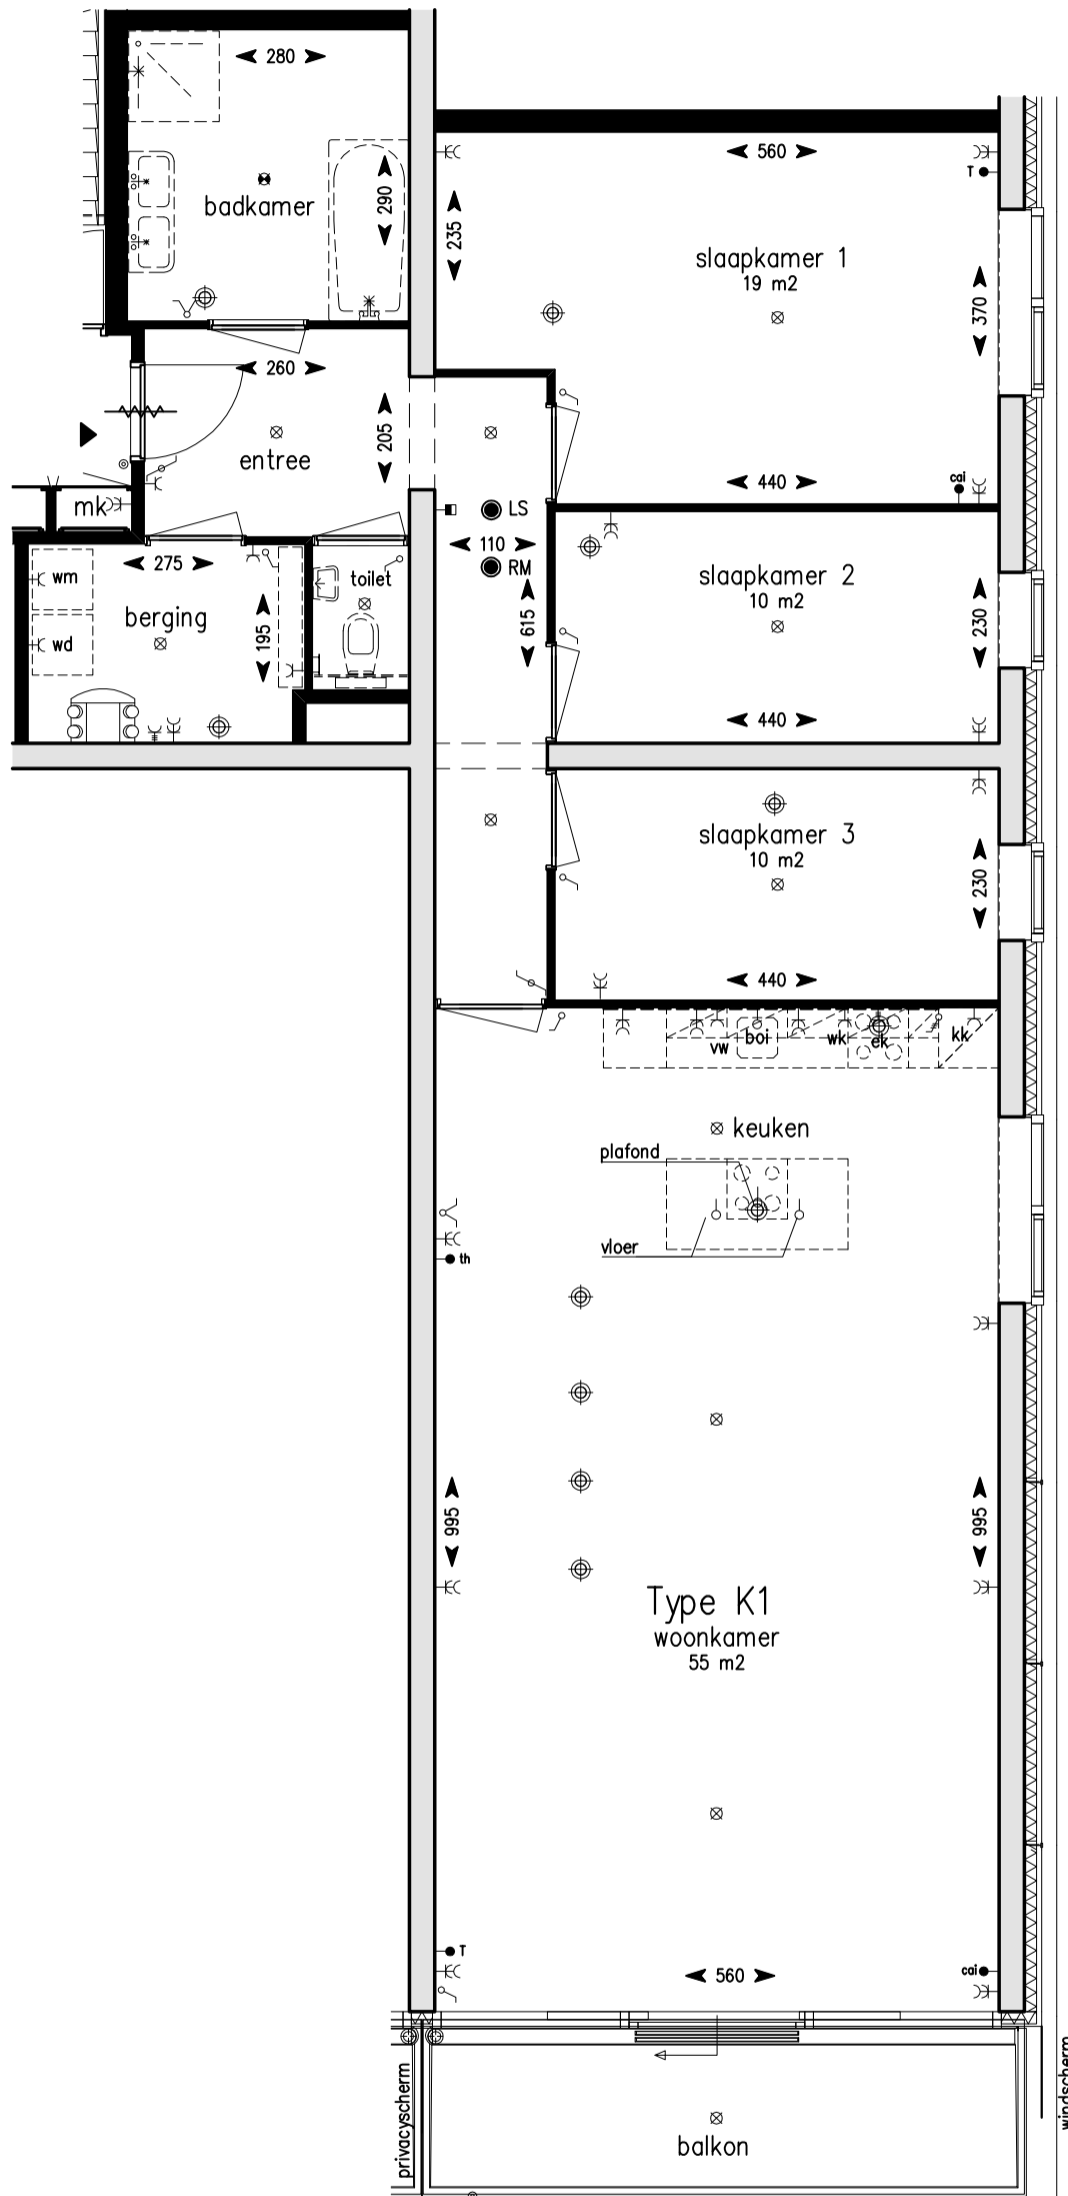 280
290
badkamer
560
T
235
slaapkamer 1
19 m2
370
260
205
entree
440
cai
mk
LS
110
RM
615
275
wm
berging
wd
195
toilet
slaapkamer 2
10 m2
230
440
slaapkamer 3
10 m2
230
440
vw
boi
wk
ek
kk
keuken
plafond
vloer
th
995
995
Type K1
woonkamer
55 m2
T
560
cai
privacyscherm
windscherm
balkon